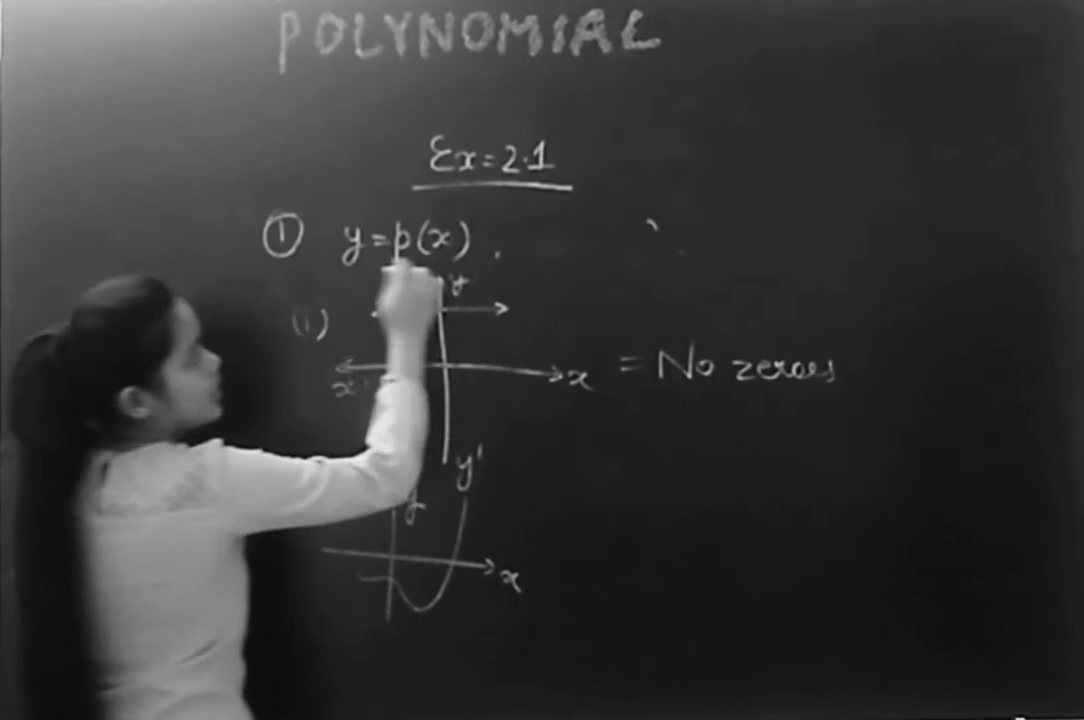 POLYNOMIAL
Ex=2.1
① y=p(x).
y
(i)
x' x = No zeroes
y'
y
x